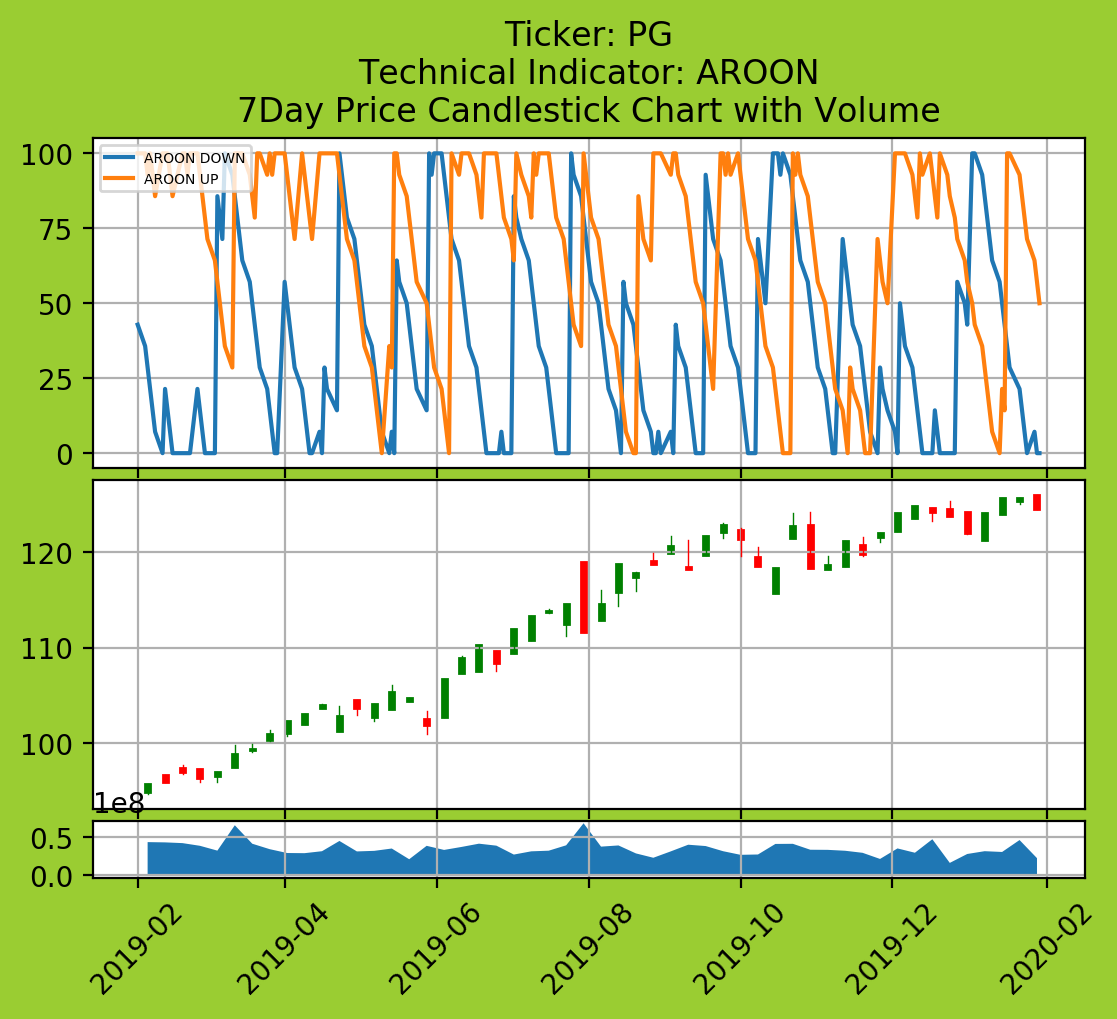 Ticker: PG
Technical Indicator: AROON
7Day Price Candlestick Chart with Volume
100
75
50
25
0
AROON DOWN
AROON UP
120
110
100
1e8
0.5
0.0
2019-02
2019-04
2019-06
2019-08
2019-10
2019-12
2020-02